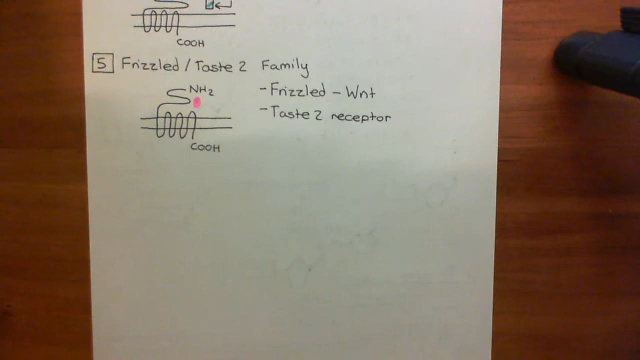 COOH
5 Frizzled / Taste 2 Family
NH2
- Frizzled - Wnt
- Taste 2 receptor
COOH